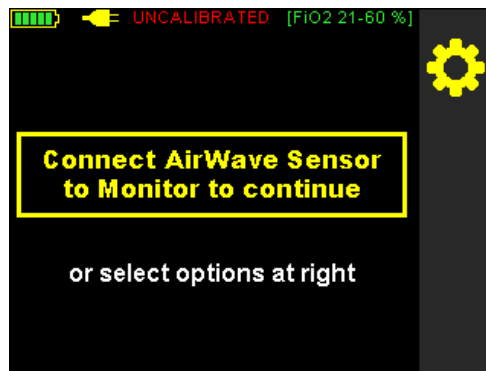 UNCALIBRATED [FiO2 21-60 %]
Connect AirWave Sensor
to Monitor to continue
or select options at right